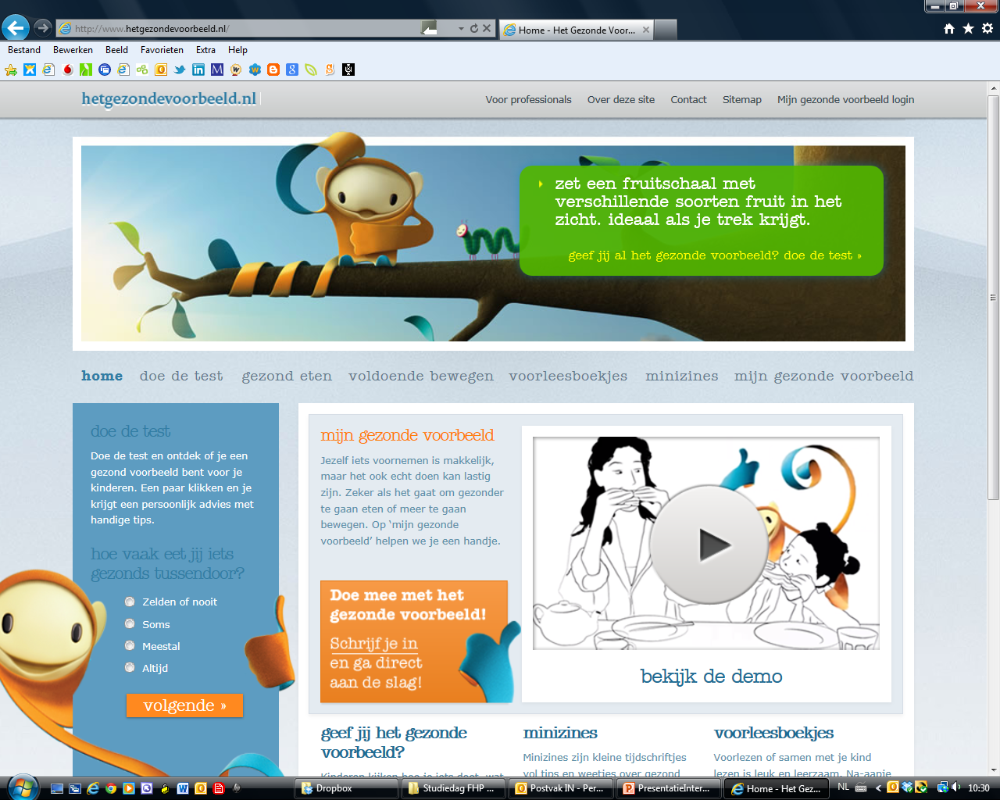 http://www.hetgezondevoorbeeld.nl/
Home - Het Gezonde Voor...
Bestand Bewerken Beeld Favorieten Extra Help
hetgezondevoorbeeld.nl
Voor professionals Over deze site Contact Sitemap Mijn gezonde voorbeeld login
zet een fruitschaal met
verschillende soorten fruit in het
zicht. ideaal als je trek krijgt.
geef jij al het gezonde voorbeeld? doe de test »
home doe de test gezond eten voldoende bewegen voorleesboekjes minizines mijn gezonde voorbeeld
doe de test
Doe de test en ontdek of je een
gezond voorbeeld bent voor je
kinderen. Een paar klikken en je
krijgt een persoonlijk advies met
handige tips.
hoe vaak eet jij iets
gezonds tussendoor?
Zelden of nooit
Soms
Meestal
Altijd
volgende »
mijn gezonde voorbeeld
Jezelf iets voornemen is makkelijk,
maar het ook echt doen kan lastig
zijn. Zeker als het gaat om gezonder
te gaan eten of meer te gaan
bewegen. Op ‘mijn gezonde
voorbeeld’ helpen we je een handje.
Doe mee met het
gezonde voorbeeld!
Schrijf je in
en ga direct
aan de slag!
bekijk de demo
geef jij het gezonde
voorbeeld?
Kinderen kijken hoe je iets doet, wat
minizines
Minizines zijn kleine tijdschriftjes
vol tips en weetjes over gezond
voorleesboekjes
Voorlezen of samen met je kind
lezen is leuk en leerzaam. Na-aapje
Dropbox Studiedag FHP ... Postvak IN - Per... PresentatieInter... Home - Het Gez... NL 10:30